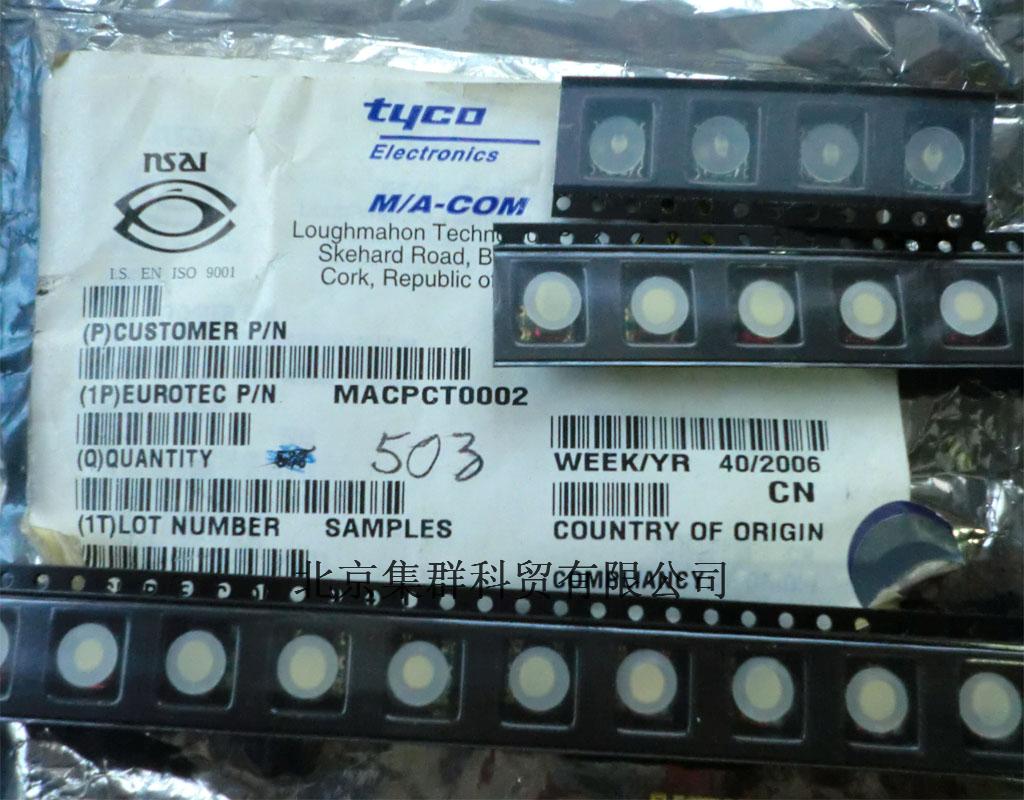 tyco
Electronics
nsai
M/A-COM
Loughmahon
Skehard Road,
Cork, Republic
I.S. EN ISO 9001
(P)CUSTOMER P/N
(1P)EUROTEC P/N MACPCT0002
(Q)QUANTITY 503
WEEK/YR 40/2006
CN
(1T)LOT NUMBER SAMPLES
COUNTRY OF ORIGIN
北京集群科贸有限公司